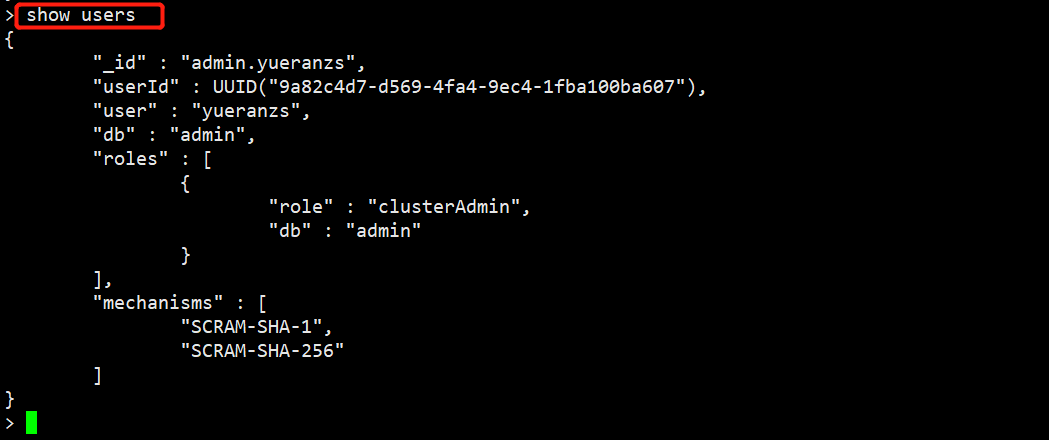 > show users
{
        "_id" : "admin.yueranzs",
        "userId" : UUID("9a82c4d7-d569-4fa4-9ec4-1fba100ba607"),
        "user" : "yueranzs",
        "db" : "admin",
        "roles" : [
                {
                        "role" : "clusterAdmin",
                        "db" : "admin"
                }
        ],
        "mechanisms" : [
                "SCRAM-SHA-1",
                "SCRAM-SHA-256"
        ]
}
>